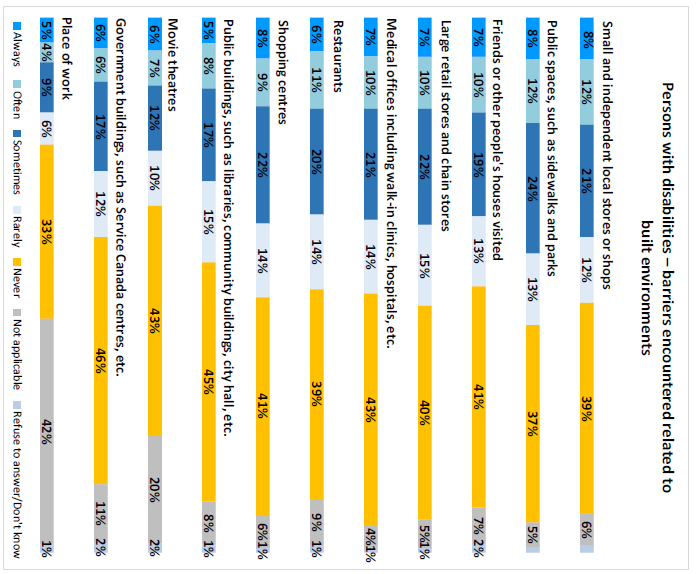 Persons with disabilities – barriers encountered related to
built environments
Small and independent local stores or shops
8% 12% 21% 12% 39% 6%
Public spaces, such as sidewalks and parks
8% 12% 24% 13% 37% 5%
Friends or other people's houses visited
7% 10% 19% 13% 41% 7% 2%
Large retail stores and chain stores
7% 10% 22% 15% 40% 5% 1%
Medical offices including walk-in clinics, hospitals, etc.
7% 10% 21% 14% 43% 4% 1%
Restaurants
6% 11% 20% 14% 39% 9% 1%
Shopping centres
8% 9% 22% 14% 41% 6% 1%
Public buildings, such as libraries, community buildings, city hall, etc.
5% 8% 17% 15% 45% 8% 1%
Movie theatres
6% 7% 12% 10% 43% 20% 2%
Government buildings, such as Service Canada centres, etc.
6% 6% 17% 12% 46% 11% 2%
Place of work
5% 4% 9% 6% 33% 42% 1%
Always Often Sometimes Rarely Never Not applicable Refuse to answer/Don't know